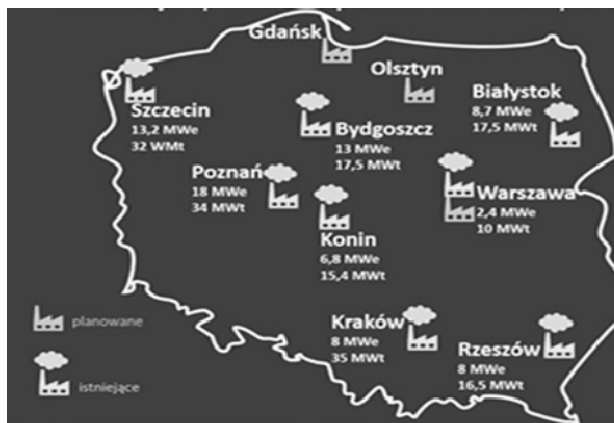 Gdańsk
Olsztyn
Białystok
8,7 MWe
17,5 MWt
Szczecin
13,2 MWe
32 WMt
Bydgoszcz
13 MWe
17,5 MWt
Poznań
18 MWe
34 MWt
Warszawa
2,4 MWe
10 MWt
Konin
6,8 MWe
15,4 MWt
planowane
istniejące
Kraków
8 MWe
35 MWt
Rzeszów
8 MWe
16,5 MWt